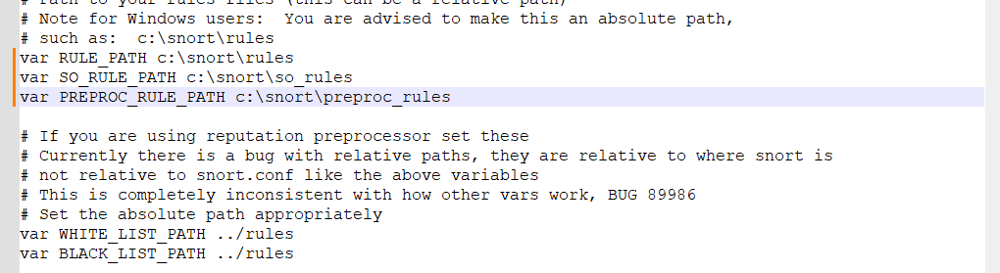 # Path to your rules files (this can be a relative path)
# Note for Windows users:  You are advised to make this an absolute path,
# such as:  c:\snort\rules
var RULE_PATH c:\snort\rules
var SO_RULE_PATH c:\snort\so_rules
var PREPROC_RULE_PATH c:\snort\preproc_rules
# If you are using reputation preprocessor set these
# Currently there is a bug with relative paths, they are relative to where snort is
# not relative to snort.conf like the above variables
# This is completely inconsistent with how other vars work, BUG 89986
# Set the absolute path appropriately
var WHITE_LIST_PATH ../rules
var BLACK_LIST_PATH ../rules